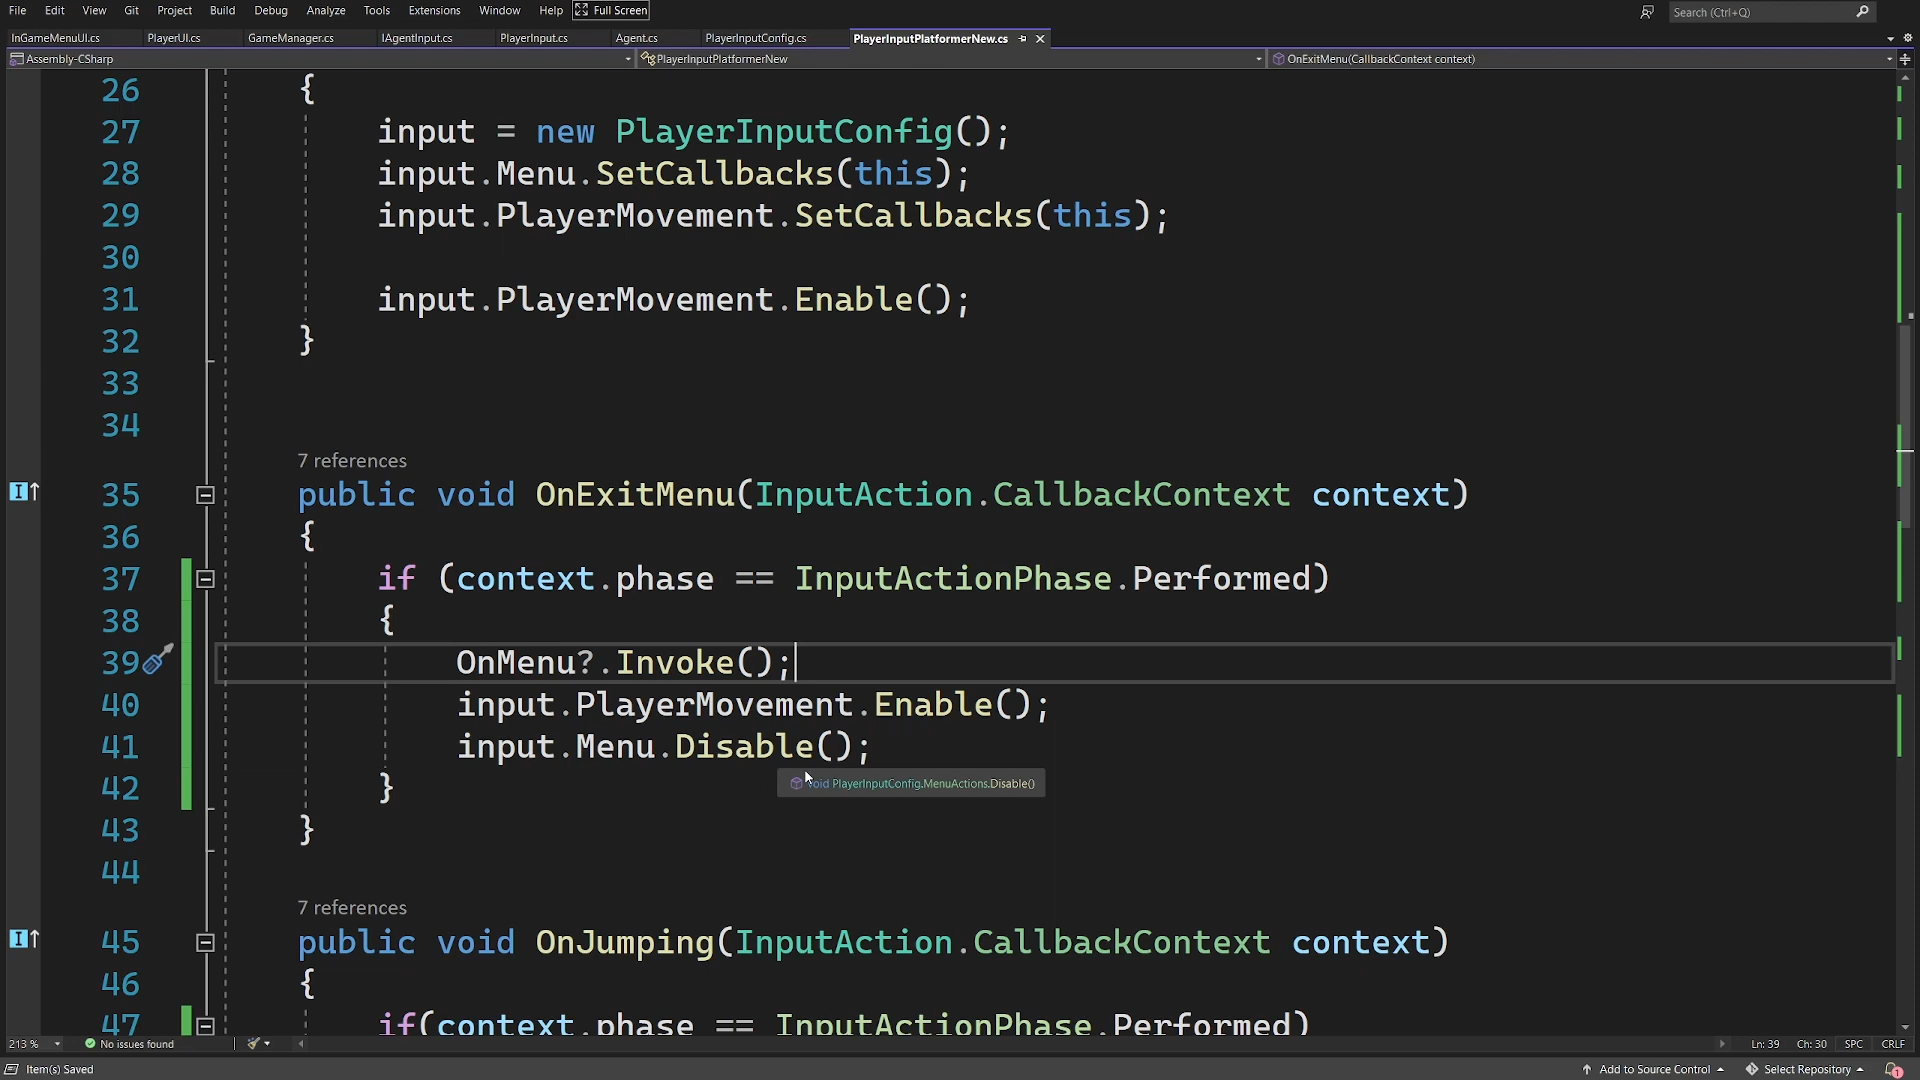 File Edit View Git Project Build Debug Analyze Tools Extensions Window Help Full Screen Search (Ctrl+Q)
InGameMenuUI.cs PlayerUI.cs GameManager.cs IAgentInput.cs PlayerInput.cs Agent.cs PlayerInputConfig.cs PlayerInputPlatformerNew.cs
Assembly-CSharp PlayerInputPlatformerNew OnExitMenu(CallbackContext context)
26 {
27 input = new PlayerInputConfig();
28 input.Menu.SetCallbacks(this);
29 input.PlayerMovement.SetCallbacks(this);
30
31 input.PlayerMovement.Enable();
32 }
33
34
7 references
35 public void OnExitMenu(InputAction.CallbackContext context)
36 {
37 if (context.phase == InputActionPhase.Performed)
38 {
39 OnMenu?.Invoke();
40 input.PlayerMovement.Enable();
41 input.Menu.Disable();
void PlayerInputConfig.MenuActions.Disable()
42 }
43 }
44
7 references
45 public void OnJumping(InputAction.CallbackContext context)
46 {
47 if(context.phase == InputActionPhase.Performed)
213 % No issues found Ln: 39 Ch: 30 SPC CRLF
Item(s) Saved Add to Source Control Select Repository 1